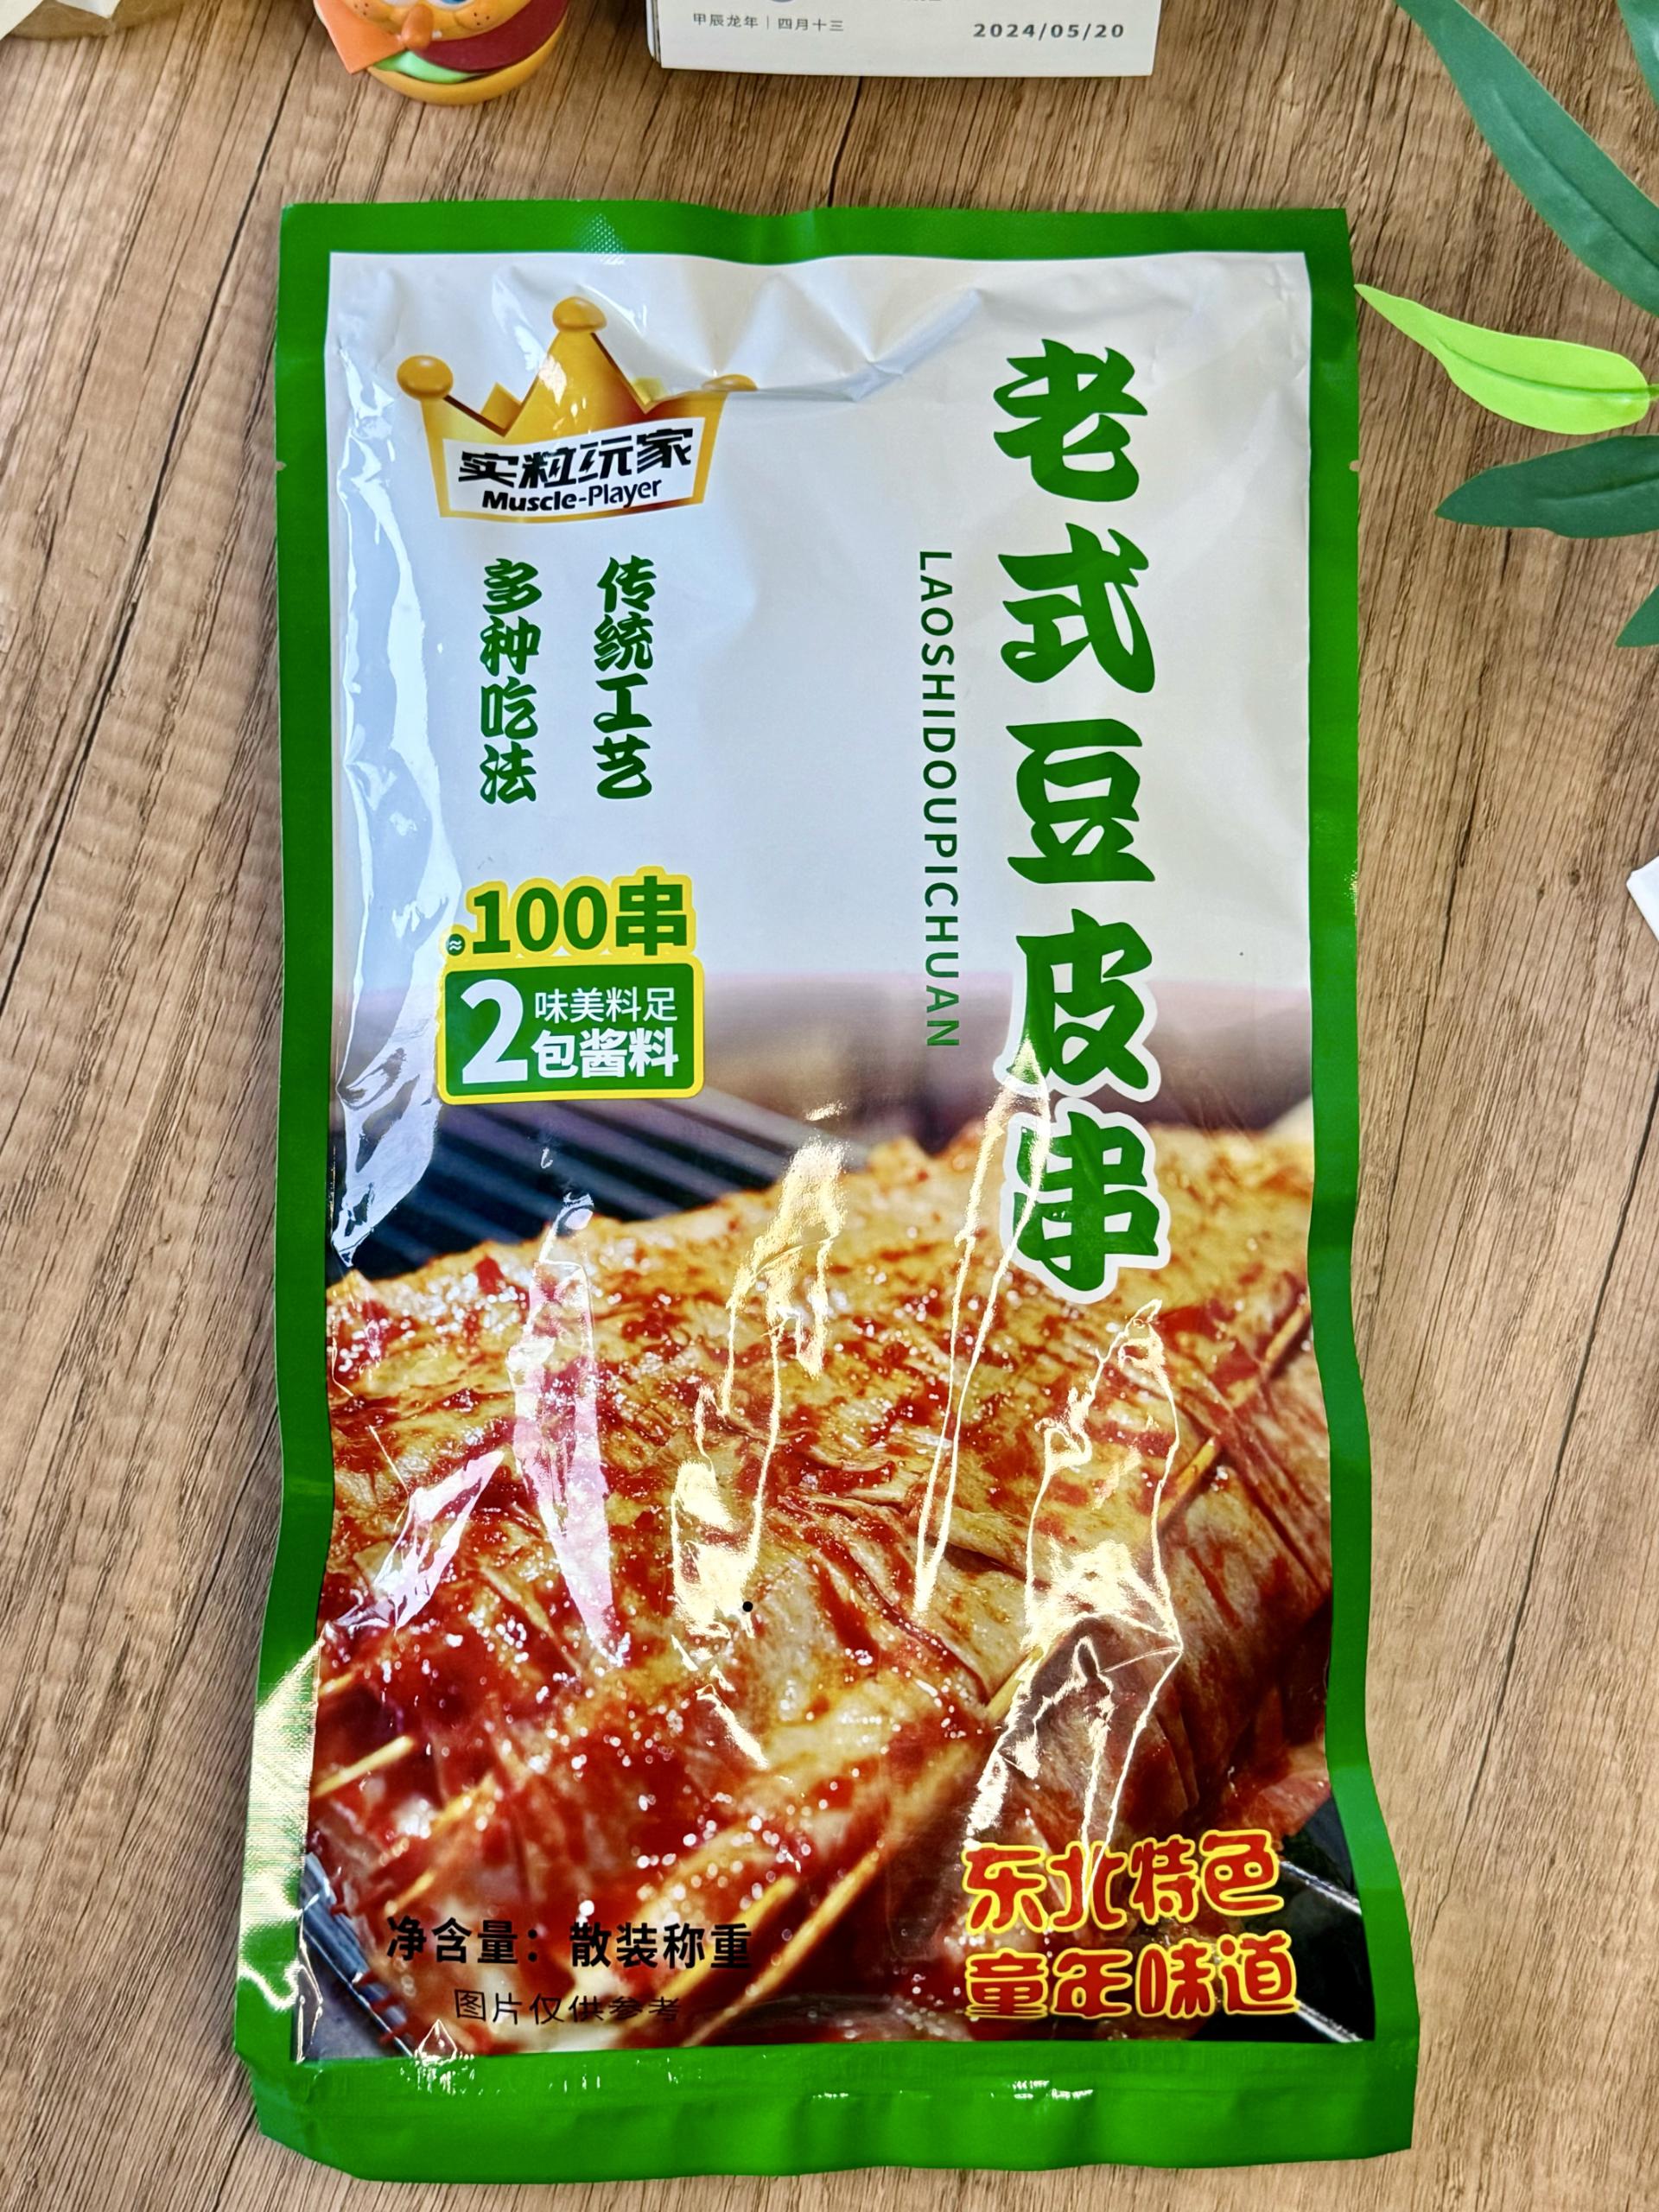 甲辰龙年｜四月十三
2024/05/20
实粒玩家
Muscle-Player
老式豆皮串
LAOSHIDOUPICHUAN
传统工艺
多种吃法
≈100串
2包酱料
味美料足
东北特色
童年味道
净含量：散装称重
图片仅供参考